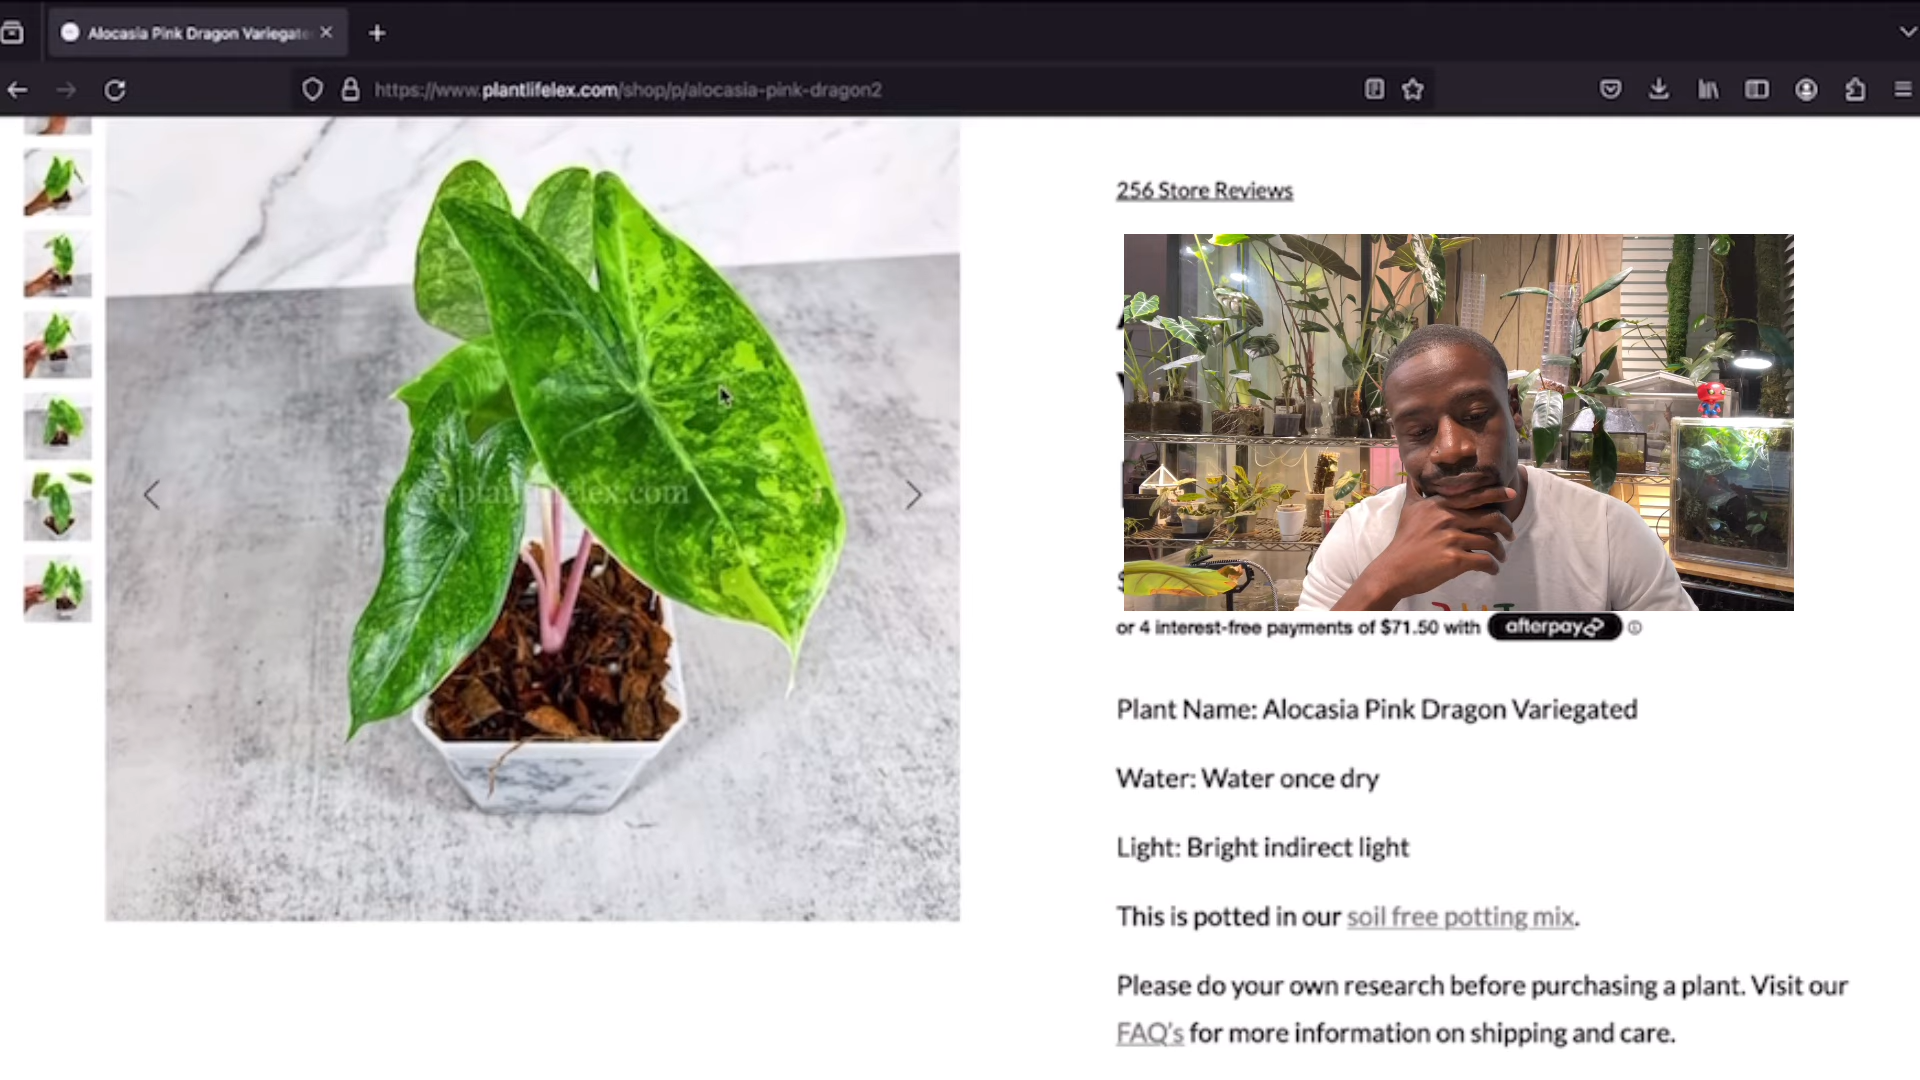 Alocasia Pink Dragon Variegate
https://www.plantlifelex.com/shop/p/alocasia-pink-dragon2
256 Store Reviews
www.plantlifelex.com
or 4 interest-free payments of $71.50 with afterpay
Plant Name: Alocasia Pink Dragon Variegated
Water: Water once dry
Light: Bright indirect light
This is potted in our soil free potting mix.
Please do your own research before purchasing a plant. Visit our
FAQ's for more information on shipping and care.